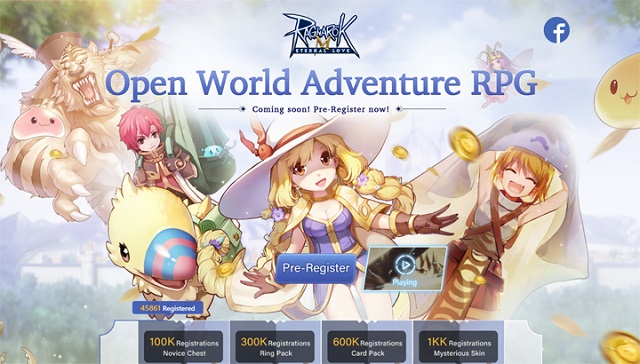 RAGNAROK
M
ETERNAL LOVE
f
Open World Adventure RPG
Coming soon! Pre-Register now!
Pre-Register
Playing
45861 Registered
100K Registrations
Novice Chest
300K Registrations
Ring Pack
600K Registrations
Card Pack
1KK Registrations
Mysterious Skin